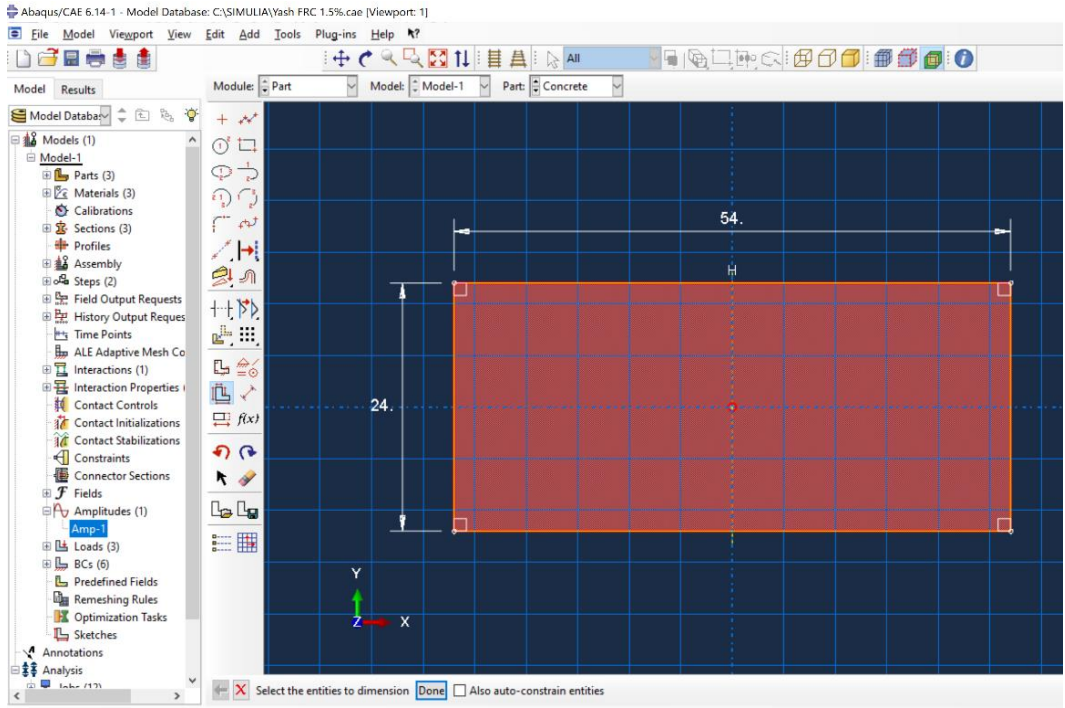 Abaqus/CAE 6.14-1 - Model Database: C:\SIMULIA\Yash FRC 1.5%.cae [Viewport: 1]
File Model Viewport View Edit Add Tools Plug-ins Help
All
Model Results Module: Part Model: Model-1 Part: Concrete
Model Databas
Models (1)
Model-1
Parts (3)
Materials (3)
Calibrations
Sections (3)
Profiles
Assembly
Steps (2)
Field Output Requests
History Output Reques
Time Points
ALE Adaptive Mesh Co
Interactions (1)
Interaction Properties (
Contact Controls
Contact Initializations
Contact Stabilizations
Constraints
Connector Sections
Fields
Amplitudes (1)
Amp-1
Loads (3)
BCs (6)
Predefined Fields
Remeshing Rules
Optimization Tasks
Sketches
Annotations
Analysis
Jobs (12)
f(x)
54.
H
24.
Y
Z X
Select the entities to dimension Done Also auto-constrain entities